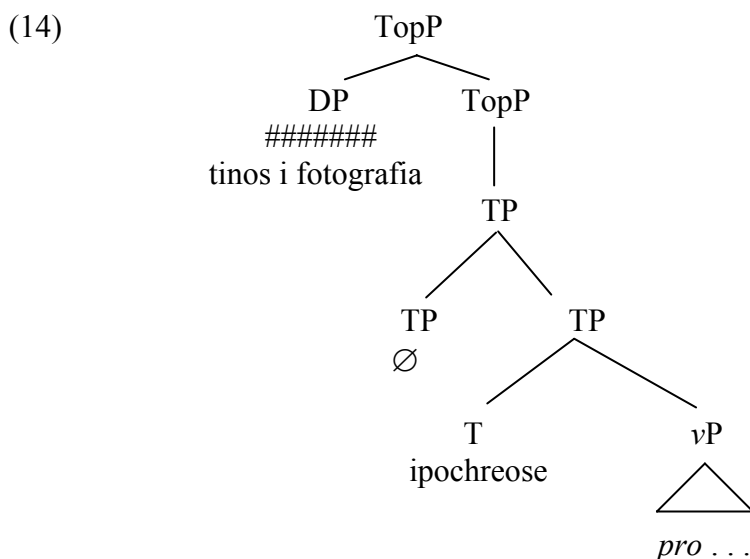 (14) TopP
DP TopP
#######
tinos i fotografia
TP
TP TP
∅
T vP
ipochreose
pro . . .